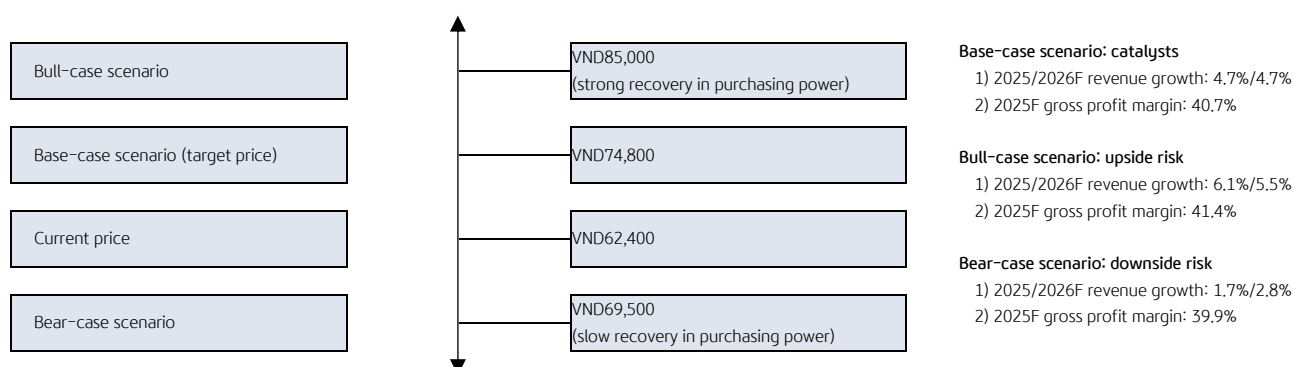 Bull-case scenario
VND85,000
(strong recovery in purchasing power)
Base-case scenario (target price)
VND74,800
Current price
VND62,400
Bear-case scenario
VND69,500
(slow recovery in purchasing power)
Base-case scenario: catalysts
1) 2025/2026F revenue growth: 4.7%/4.7%
2) 2025F gross profit margin: 40.7%
Bull-case scenario: upside risk
1) 2025/2026F revenue growth: 6.1%/5.5%
2) 2025F gross profit margin: 41.4%
Bear-case scenario: downside risk
1) 2025/2026F revenue growth: 1.7%/2.8%
2) 2025F gross profit margin: 39.9%